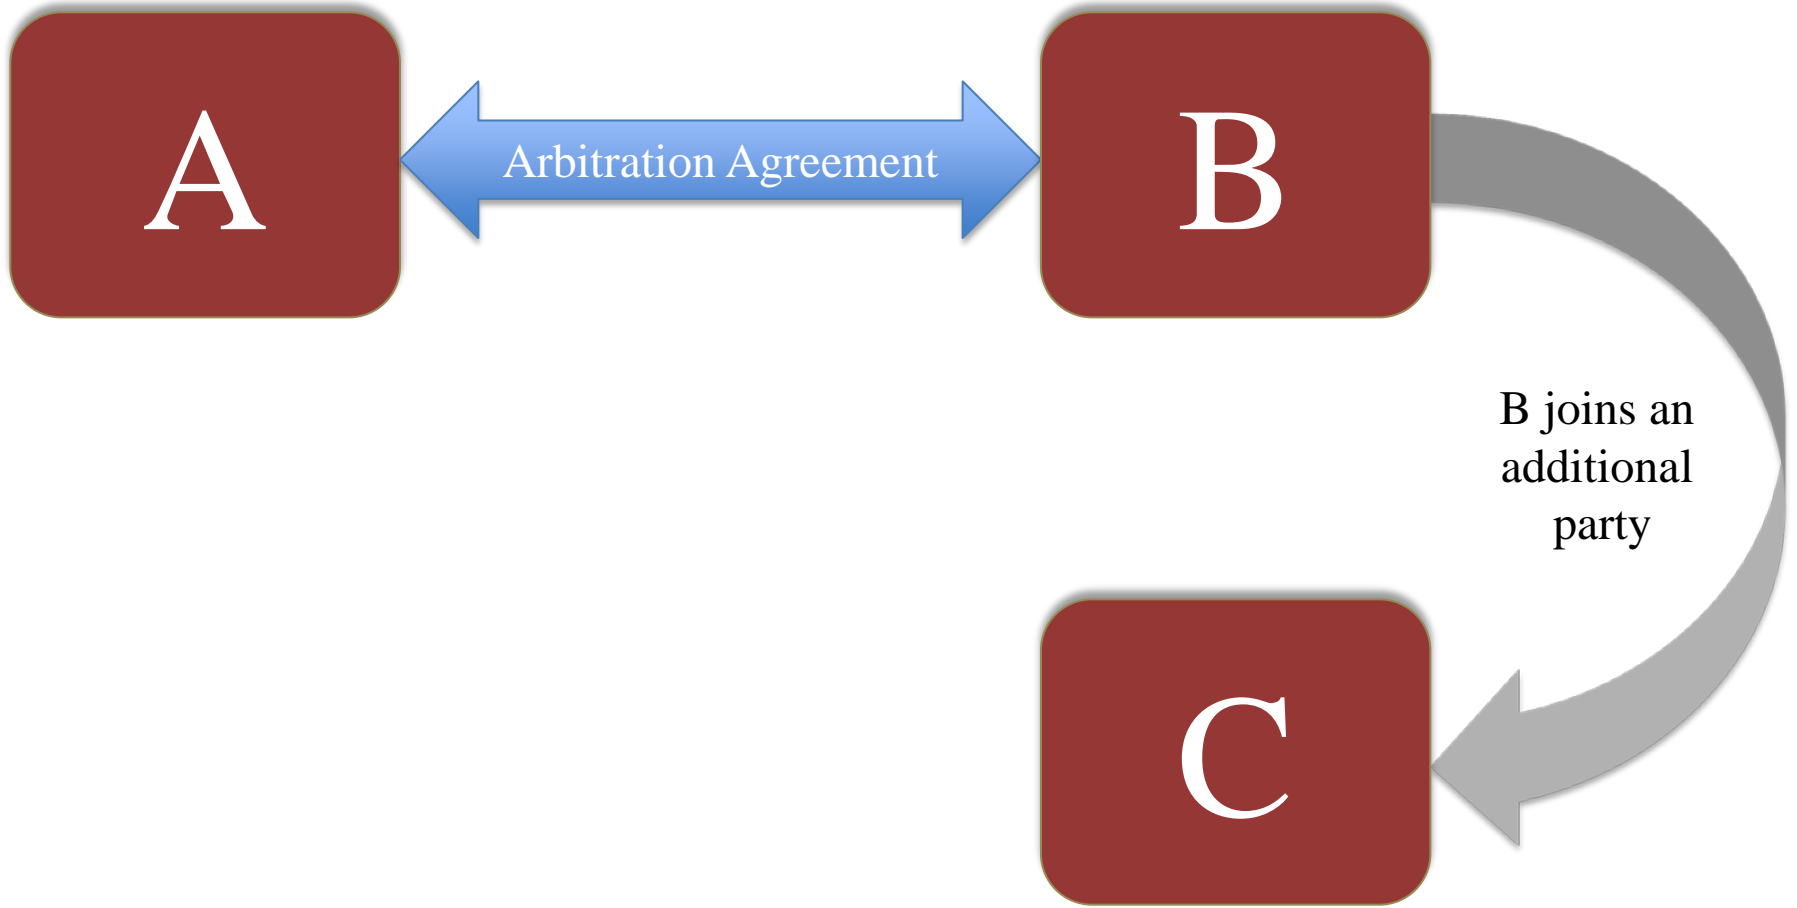 A
Arbitration Agreement
B
B joins an
additional
party
C